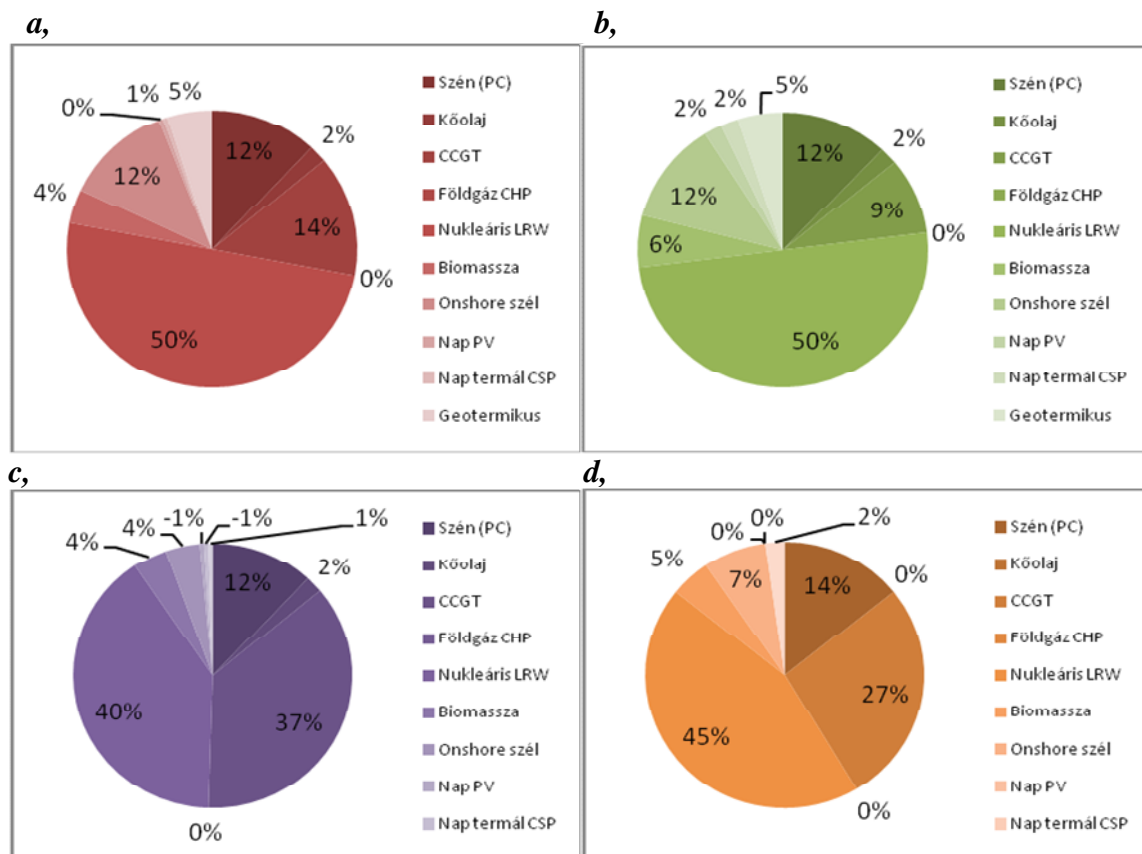 a,
0%
1%
5%
12%
2%
14%
0%
50%
4%
12%
Szén (PC)
Kőolaj
CCGT
Földgáz CHP
Nukleáris LRW
Biomassza
Onshore szél
Nap PV
Nap termál CSP
Geotermikus
b,
2%
2%
5%
12%
2%
9%
0%
50%
6%
12%
Szén (PC)
Kőolaj
CCGT
Földgáz CHP
Nukleáris LRW
Biomassza
Onshore szél
Nap PV
Nap termál CSP
Geotermikus
c,
4%
4%
-1%
-1%
1%
12%
2%
37%
0%
40%
Szén (PC)
Kőolaj
CCGT
Földgáz CHP
Nukleáris LRW
Biomassza
Onshore szél
Nap PV
Nap termál CSP
d,
5%
7%
0%
0%
2%
14%
0%
27%
0%
45%
Szén (PC)
Kőolaj
CCGT
Földgáz CHP
Nukleáris LRW
Biomassza
Onshore szél
Nap PV
Nap termál CSP